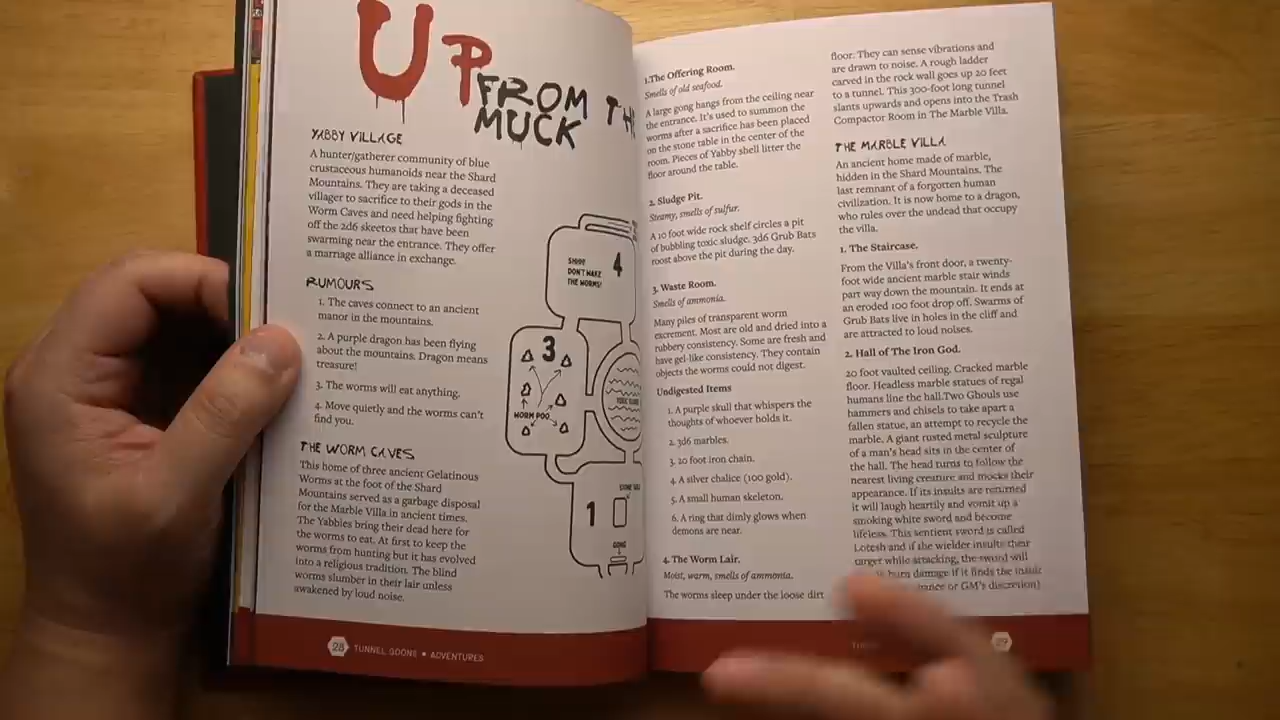 UP
FROM TH
MUCK
YABBY VILLAGE
A hunter/gatherer community of blue
crustaceous humanoids near the Shard
Mountains. They are taking a deceased
villager to sacrifice to their gods in the
Worm Caves and need helping fighting
off the 2d6 skeetos that have been
swarming near the entrance. They offer
a marriage alliance in exchange.
RUMOURS
1. The caves connect to an ancient
manor in the mountains.
2. A purple dragon has been flying
about the mountains. Dragon means
treasure!
3. The worms will eat anything.
4. Move quietly and the worms can't
find you.
THE WORM CAVES
This home of three ancient Gelatinous
Worms at the foot of the Shard
Mountains served as a garbage disposal
for the Marble Villa in ancient times.
The Yabbies bring their dead here for
the worms to eat. At first to keep the
worms from hunting but it has evolved
into a religious tradition. The blind
worms slumber in their lair unless
awakened by loud noise.
SHHH!
DON'T WAKE
THE WORMS!
4
3
WORM POO
1
GONG
28 TUNNEL GOONS • ADVENTURES
1.The Offering Room.
Smells of old seafood.
A large gong hangs from the ceiling near
the entrance. It's used to summon the
worms after a sacrifice has been placed
on the stone table in the center of the
room. Pieces of Yabby shell litter the
floor around the table.
2. Sludge Pit.
Steamy, smells of sulfur.
A 10 foot wide rock shelf circles a pit
of bubbling toxic sludge. 3d6 Grub Bats
roost above the pit during the day.
3. Waste Room.
Smells of ammonia.
Many piles of transparent worm
excrement. Most are old and dried into a
rubbery consistency. Some are fresh and
have gel-like consistency. They contain
objects the worms could not digest.
Undigested Items
1. A purple skull that whispers the
thoughts of whoever holds it.
2. 3d6 marbles.
3. 20 foot iron chain.
4. A silver chalice (100 gold).
5. A small human skeleton.
6. A ring that dimly glows when
demons are near.
4. The Worm Lair.
Moist, warm, smells of ammonia.
The worms sleep under the loose dirt
floor. They can sense vibrations and
are drawn to noise. A rough ladder
carved in the rock wall goes up 20 feet
to a tunnel. This 300-foot long tunnel
slants upwards and opens into the Trash
Compactor Room in The Marble Villa.
THE MARBLE VILLA
An ancient home made of marble,
hidden in the Shard Mountains. The
last remnant of a forgotten human
civilization. It is now home to a dragon,
who rules over the undead that occupy
the villa.
1. The Staircase.
From the Villa's front door, a twenty-
foot wide ancient marble stair winds
part way down the mountain. It ends at
an eroded 100 foot drop off. Swarms of
Grub Bats live in holes in the cliff and
are attracted to loud noises.
2. Hall of The Iron God.
20 foot vaulted ceiling. Cracked marble
floor. Headless marble statues of regal
humans line the hall.Two Ghouls use
hammers and chisels to take apart a
fallen statue, an attempt to recycle the
marble. A giant rusted metal sculpture
of a man's head sits in the center of
the hall. The head turns to follow the
nearest living creature and mocks their
appearance. If its insults are returned
it will laugh heartily and vomit up a
smoking white sword and become
lifeless. This sentient sword is called
Lotesh and if the wielder insults their
target while attacking, the sword will
burn damage if it finds the insult
or GM's discretion)
29